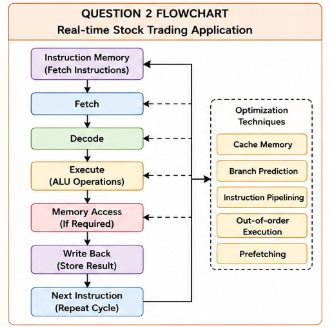 QUESTION 2 FLOWCHART
Real-time Stock Trading Application
Instruction Memory
(Fetch Instructions)
Fetch
Decode
Execute
(ALU Operations)
Memory Access
(If Required)
Write Back
(Store Result)
Next Instruction
(Repeat Cycle)
Optimization
Techniques
Cache Memory
Branch Prediction
Instruction Pipelining
Out-of-order
Execution
Prefetching